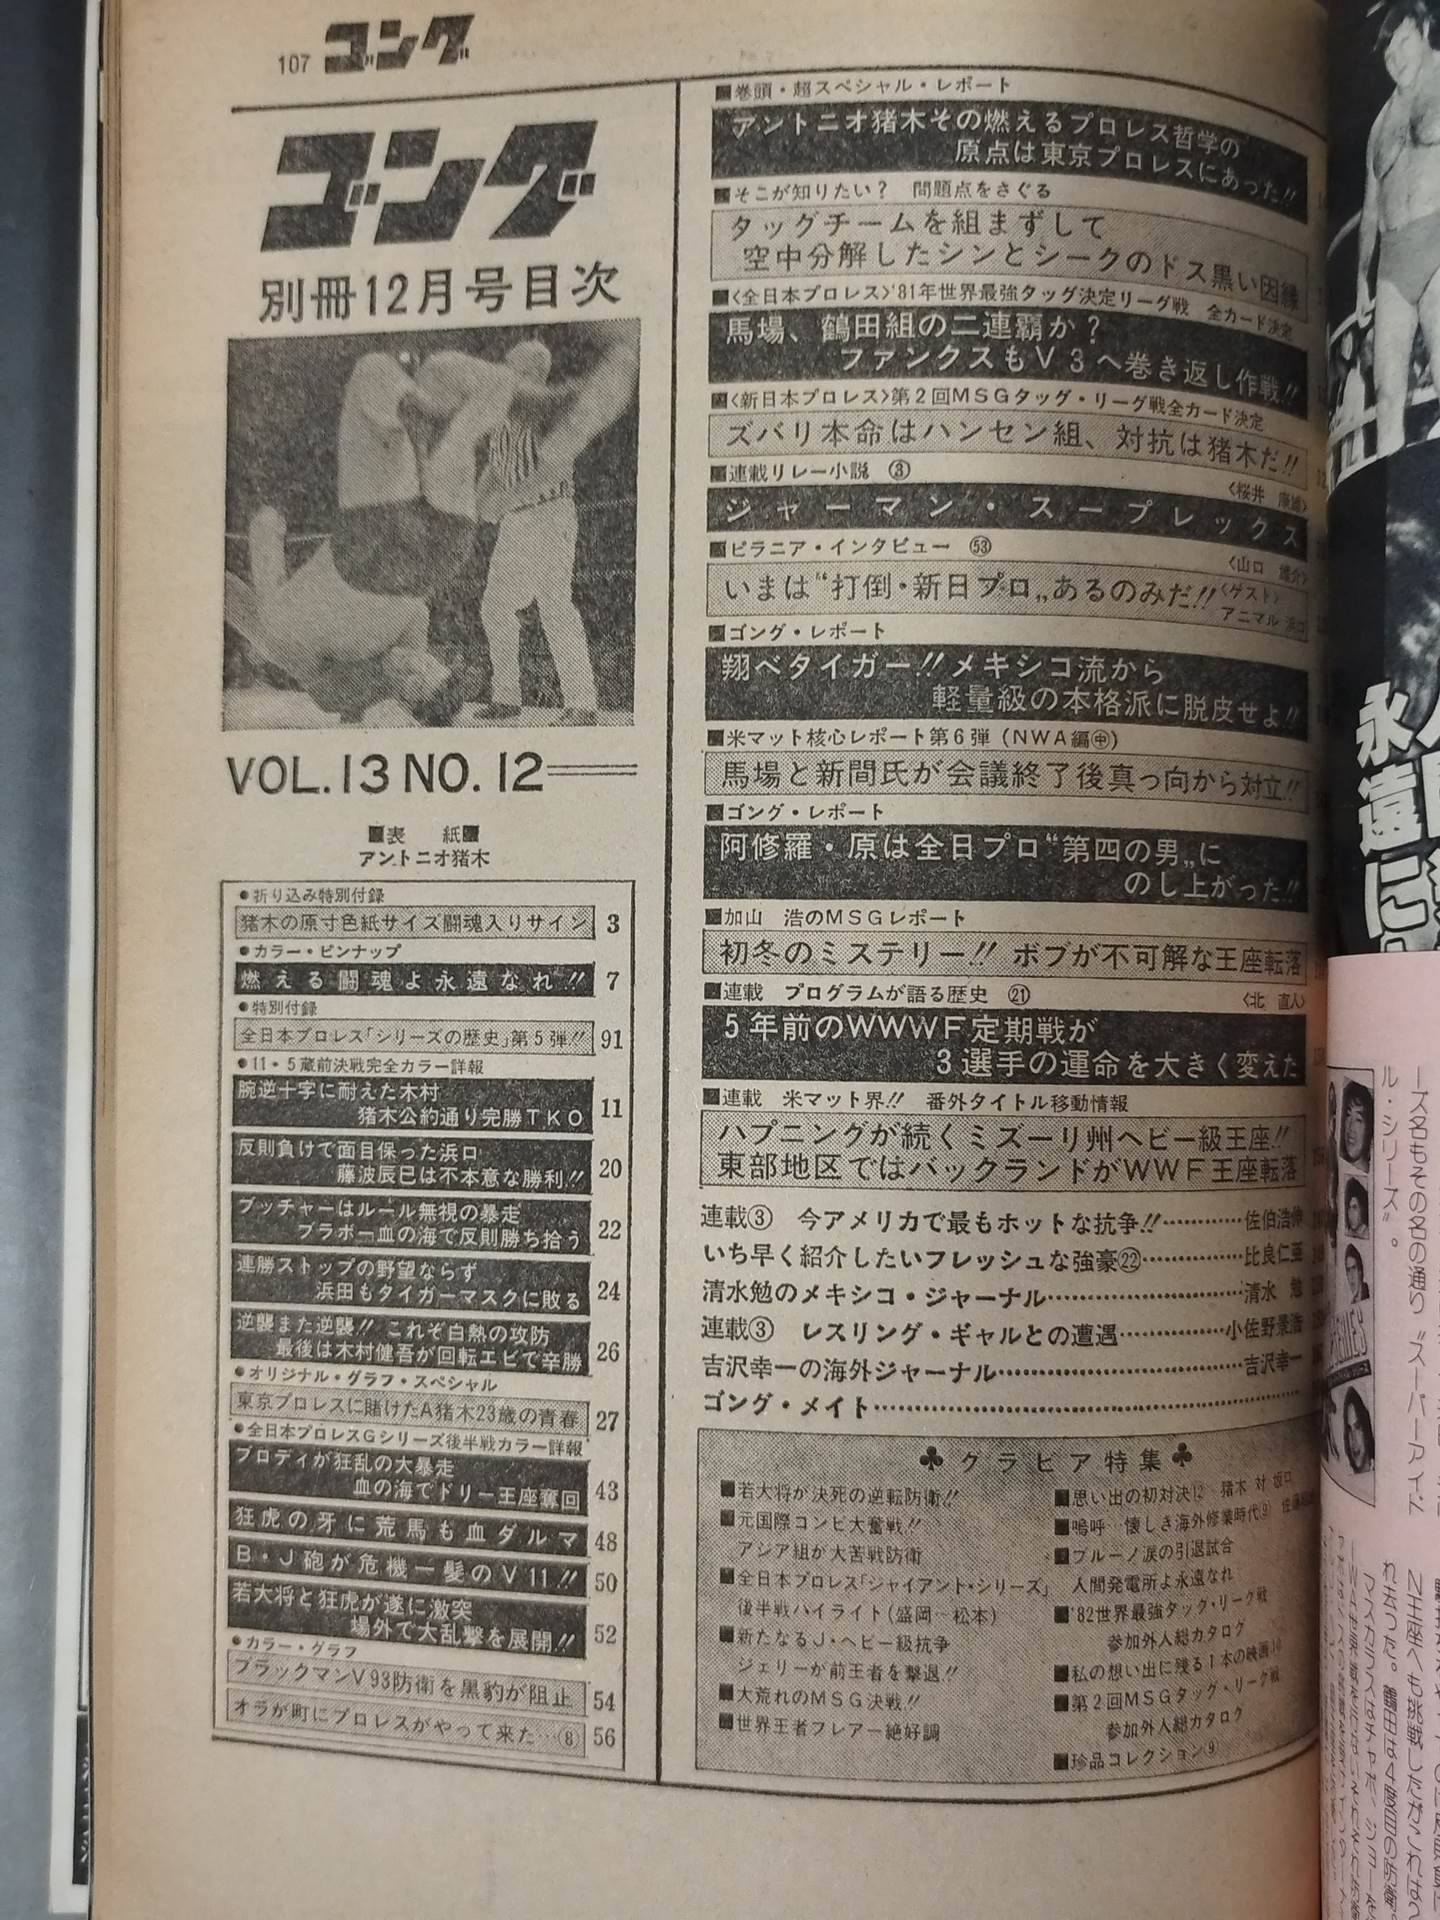 107 ゴング
ゴング
別冊12月号目次
VOL.13 NO.12
■表 紙■
アントニオ猪木
●折り込み特別付録
猪木の原寸色紙サイズ闘魂入りサイン 3
●カラー・ピンナップ
燃える闘魂よ永遠なれ!! 7
●特別付録
全日本プロレス「シリーズの歴史」第5弾!! 91
●11・5蔵前決戦完全カラー詳報
腕逆十字に耐えた木村
猪木公約通り完勝TKO 11
反則負けで面目保った浜口
藤波辰巳は不本意な勝利!! 20
ブッチャーはルール無視の暴走
ブラボー血の海で反則勝ち拾う 22
連勝ストップの野望ならず
浜田もタイガーマスクに敗る 24
逆襲また逆襲!! これぞ白熱の攻防
最後は木村健吾が回転エビで辛勝 26
●オリジナル・グラフ・スペシャル
東京プロレスに賭けたA猪木23歳の青春 27
●全日本プロレスGシリーズ後半戦カラー詳報
ブロディが狂乱の大暴走
血の海でドリー王座奪回 43
狂虎の牙に荒馬も血ダルマ 48
B・J砲が危機一髪のV11!! 50
若大将と狂虎が遂に激突
場外で大乱撃を展開!! 52
●カラー・グラフ
ブラックマンV93防衛を黒豹が阻止 54
オラが町にプロレスがやって来た…⑧ 56
■巻頭・超スペシャル・レポート
アントニオ猪木その燃えるプロレス哲学の
原点は東京プロレスにあった!!
■そこが知りたい? 問題点をさぐる
タッグチームを組まずして
空中分解したシンとシークのドス黒い因縁
■〈全日本プロレス〉'81年世界最強タッグ決定リーグ戦 全カード決定
馬場、鶴田組の二連覇か?
ファンクスもV3へ巻き返し作戦!!
■〈新日本プロレス〉第2回MSGタッグ・リーグ戦全カード決定
ズバリ本命はハンセン組、対抗は猪木だ!!
■連載リレー小説 ③
〈桜井 康雄〉
ジャーマン・スープレックス
■ピラニア・インタビュー ㊳
〈山口 雄介〉
いまは"打倒・新日プロ„あるのみだ!! 〈ゲスト〉
アニマル 浜口
■ゴング・レポート
翔べタイガー!! メキシコ流から
軽量級の本格派に脱皮せよ!!
■米マット核心レポート第6弾 (NWA編㊥)
馬場と新間氏が会議終了後真っ向から対立!!
■ゴング・レポート
阿修羅・原は全日プロ"第四の男„に
のし上がった!!
■加山 浩のMSGレポート
初冬のミステリー!! ボブが不可解な王座転落
■連載 プログラムが語る歴史 ㉑
〈北 直人〉
5年前のWWWF定期戦が
3選手の運命を大きく変えた
■連載 米マット界!! 番外タイトル移動情報
ハプニングが続くミズーリ州ヘビー級王座!!
東部地区ではバックランドがWWF王座転落
連載③ 今アメリカで最もホットな抗争!!…………佐伯浩
いち早く紹介したいフレッシュな強豪㉒……………比良仁
清水勉のメキシコ・ジャーナル…………………………清水 勉
連載③ レスリング・ギャルとの遭遇……………小佐野景浩
吉沢幸一の海外ジャーナル………………………………吉沢幸一
ゴング・メイト……………………………………………
♣グラビア特集♣
■若大将が決死の逆転防衛!!
■元国際コンビ大奮戦!!
アジア組が大苦戦防衛
■全日本プロレス「ジャイアント・シリーズ」
後半戦ハイライト(盛岡〜松本)
■新たなるJ・ヘビー級抗争
ジェリーが前王者を撃退!!
■大荒れのMSG決戦!!
■世界王者フレアー絶好調
■思い出の初対決12 猪木 対 坂口
■嗚呼…懐しき海外修業時代⑨
■ブルーノ涙の引退試合
人間発電所よ永遠なれ
■'82世界最強タッグ・リーグ戦
参加外人総カタログ
■私の想い出に残る1本の映画10
■第2回MSGタッグ・リーグ戦
参加外人総カタログ
■珍品コレクション⑨
永遠に
ーズ名もその名の通り"スーパーアイド
ル・シリーズ"。